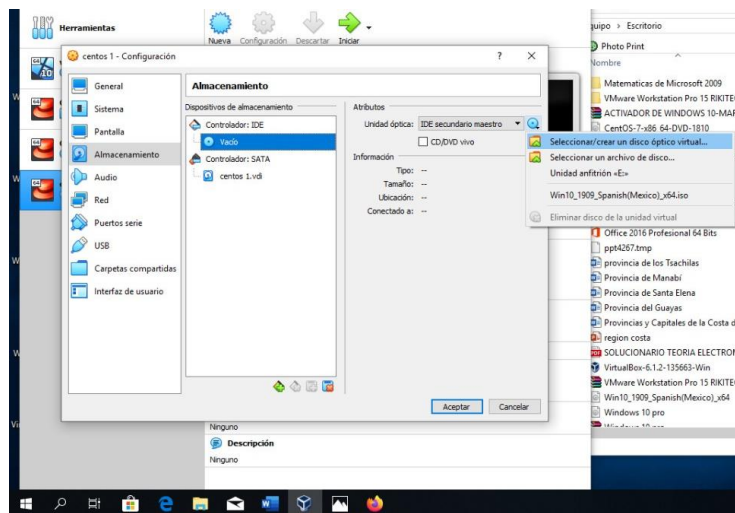 Herramientas
Nueva Configuración Descartar Iniciar
centos 1 - Configuración
? ×
General
Sistema
Pantalla
Almacenamiento
Audio
Red
Puertos serie
USB
Carpetas compartidas
Interfaz de usuario
Almacenamiento
Dispositivos de almacenamiento
Controlador: IDE
Vacío
Controlador: SATA
centos 1.vdi
Atributos
Unidad óptica: IDE secundario maestro
CD/DVD vivo
Información
Tipo: --
Tamaño: --
Ubicación: --
Conectado a: --
Seleccionar/crear un disco óptico virtual...
Seleccionar un archivo de disco...
Unidad anfitrión «E:»
Win10_1909_Spanish(Mexico)_x64.iso
Eliminar disco de la unidad virtual
Aceptar Cancelar
Ninguno
Descripción
Ninguno
quipo > Escritorio
Photo Print
Nombre
Matematicas de Microsoft 2009
VMware Workstation Pro 15 RIKITE
ACTIVADOR DE WINDOWS 10-MAR
CentOS-7-x86 64-DVD-1810
Office 2016 Profesional 64 Bits
ppt4267.tmp
provincia de los Tsachilas
Provincia de Manabí
Provincia de Santa Elena
Provincia del Guayas
Provincias y Capitales de la Costa d
region costa
SOLUCIONARIO TEORIA ELECTRON
VirtualBox-6.1.2-135663-Win
VMware Workstation Pro 15 RIKITE
Win10_1909_Spanish(Mexico)_x64
Windows 10 pro